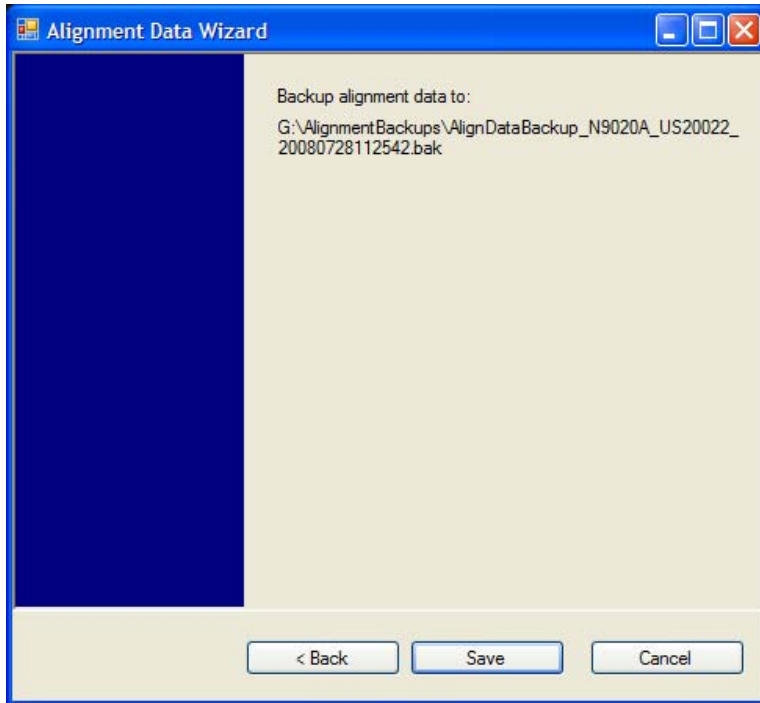 Alignment Data Wizard
Backup alignment data to:
G:\AlignmentBackups\AlignDataBackup_N9020A_US20022_
20080728112542.bak
< Back
Save
Cancel